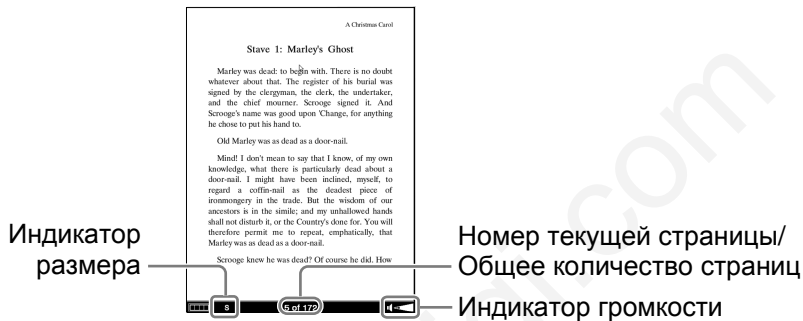 A Christmas Carol
Stave 1: Marley's Ghost
Marley was dead: to begin with. There is no doubt
whatever about that. The register of his burial was
signed by the clergyman, the clerk, the undertaker,
and the chief mourner. Scrooge signed it. And
Scrooge's name was good upon 'Change, for anything
he chose to put his hand to.
Old Marley was as dead as a door-nail.
Mind! I don't mean to say that I know, of my own
knowledge, what there is particularly dead about a
door-nail. I might have been inclined, myself, to
regard a coffin-nail as the deadest piece of
ironmongery in the trade. But the wisdom of our
ancestors is in the simile; and my unhallowed hands
shall not disturb it, or the Country's done for. You will
therefore permit me to repeat, emphatically, that
Marley was as dead as a door-nail.
Scrooge knew he was dead? Of course he did. How
Индикатор
размера
S
5 of 172
Номер текущей страницы/
Общее количество страниц
Индикатор громкости